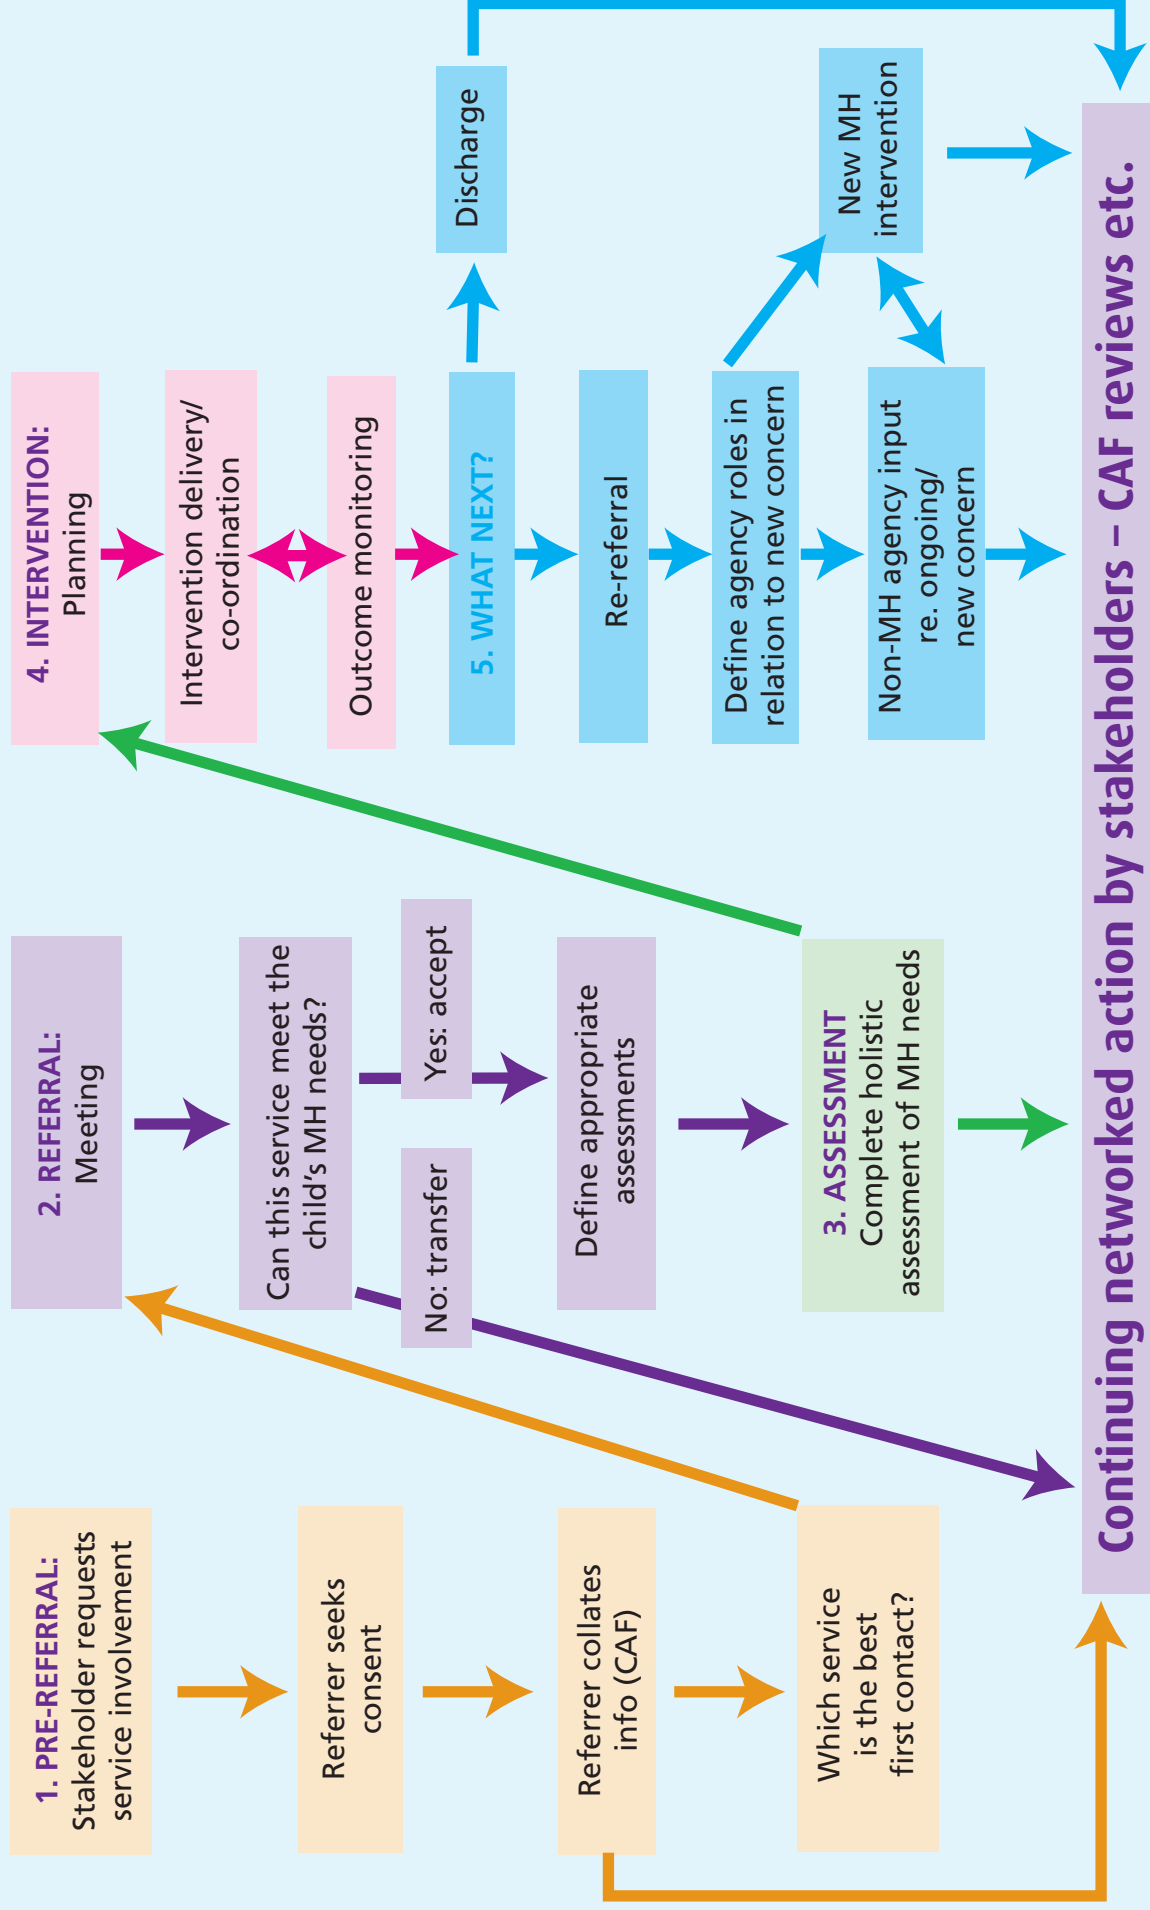 1. PRE-REFERRAL:
Stakeholder requests
service involvement
Referrer seeks
consent
Referrer collates
info (CAF)
Which service
is the best
first contact?
2. REFERRAL:
Meeting
Can this service meet the
child's MH needs?
No: transfer
Yes: accept
Define appropriate
assessments
3. ASSESSMENT
Complete holistic
assessment of MH needs
4. INTERVENTION:
Planning
Intervention delivery/
co-ordination
Outcome monitoring
5. WHAT NEXT?
Discharge
Re-referral
Define agency roles in
relation to new concern
New MH
intervention
Non-MH agency input
re. ongoing/
new concern
Continuing networked action by stakeholders – CAF reviews etc.